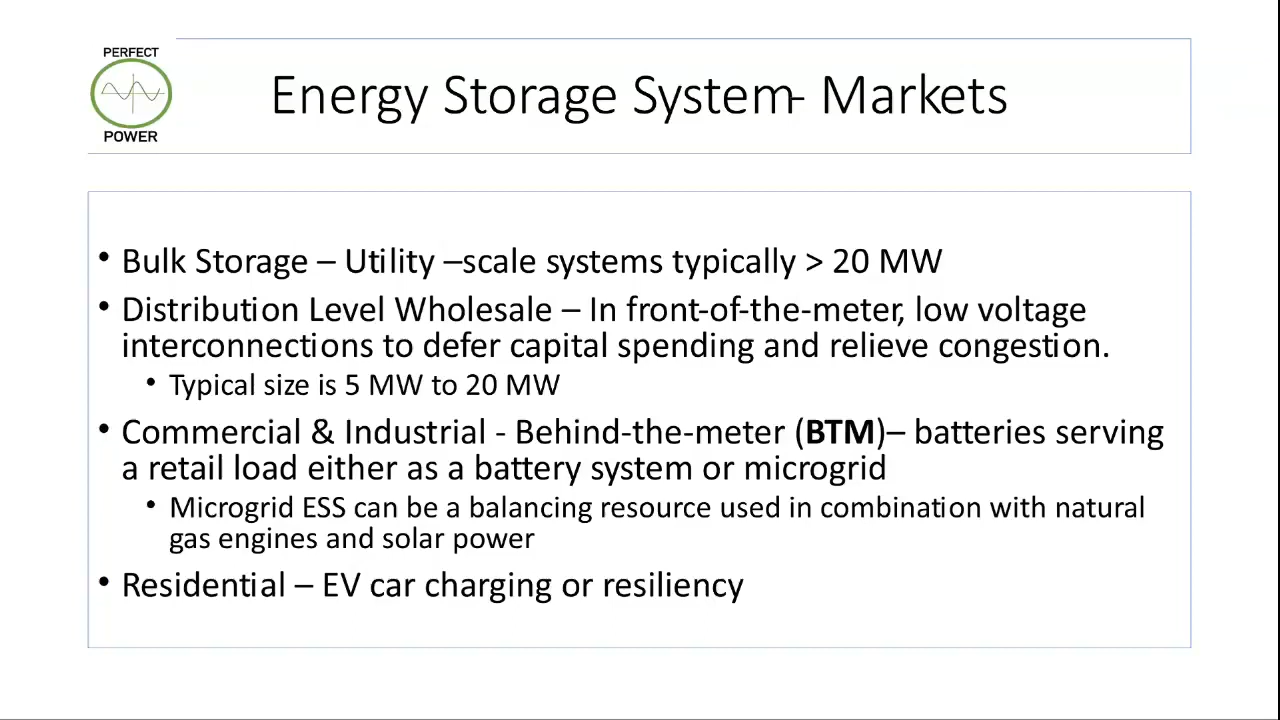 PERFECT
POWER
Energy Storage System- Markets
• Bulk Storage – Utility –scale systems typically > 20 MW
• Distribution Level Wholesale – In front-of-the-meter, low voltage
interconnections to defer capital spending and relieve congestion.
• Typical size is 5 MW to 20 MW
• Commercial & Industrial - Behind-the-meter (BTM)– batteries serving
a retail load either as a battery system or microgrid
• Microgrid ESS can be a balancing resource used in combination with natural
gas engines and solar power
• Residential – EV car charging or resiliency